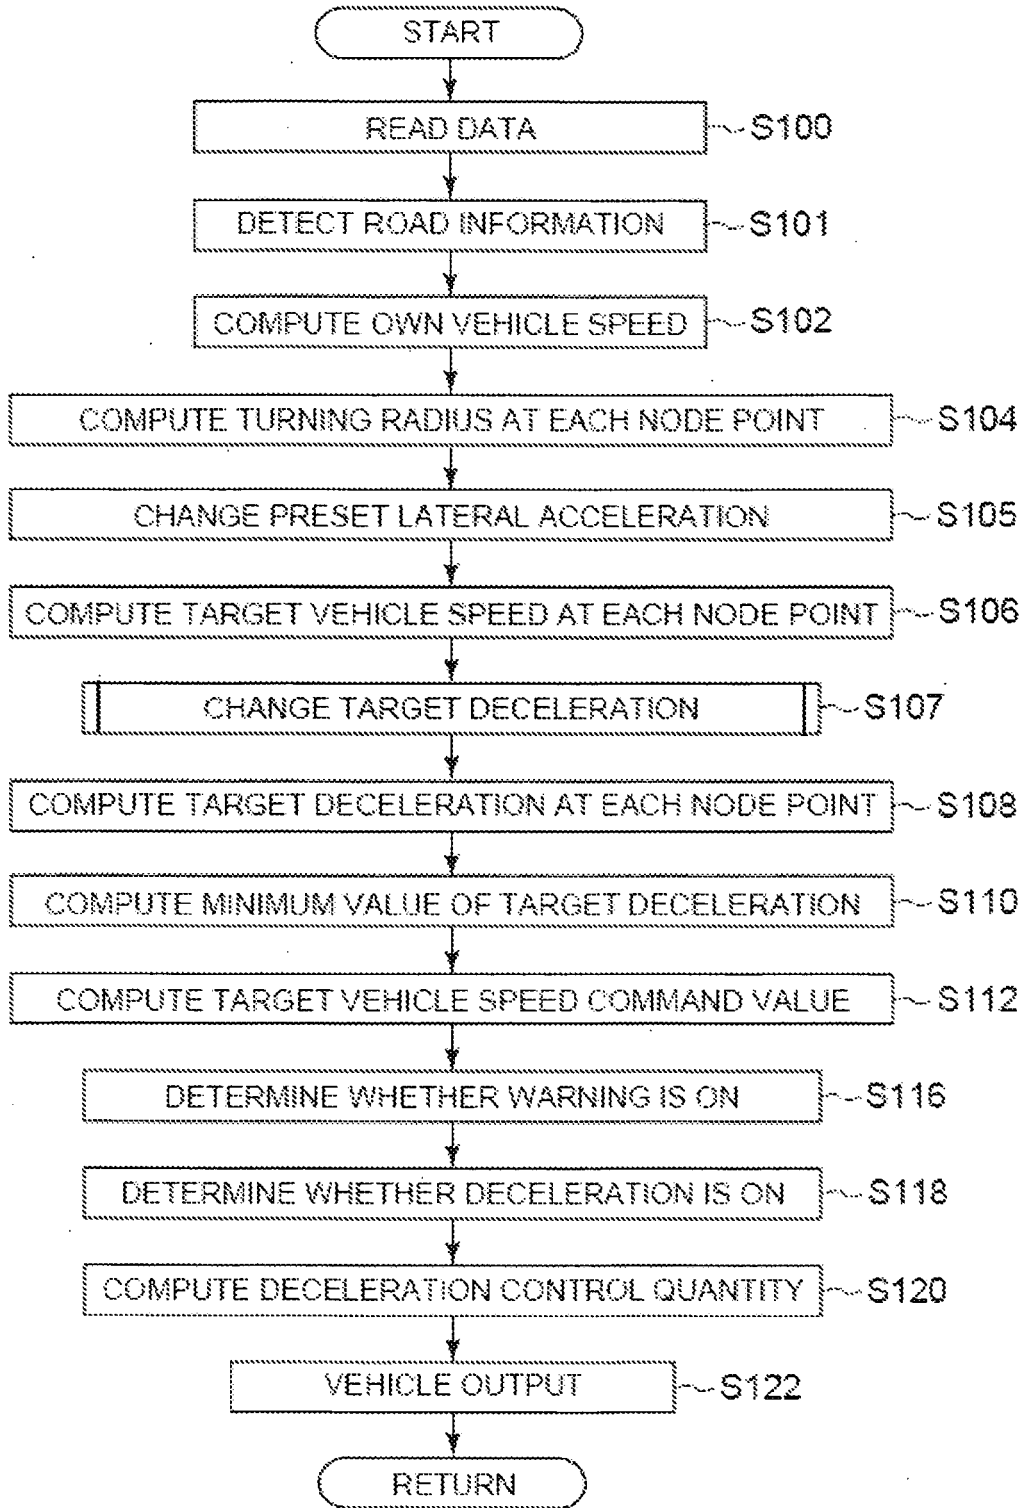 START
READ DATA S100
DETECT ROAD INFORMATION S101
COMPUTE OWN VEHICLE SPEED S102
COMPUTE TURNING RADIUS AT EACH NODE POINT S104
CHANGE PRESET LATERAL ACCELERATION S105
COMPUTE TARGET VEHICLE SPEED AT EACH NODE POINT S106
CHANGE TARGET DECELERATION S107
COMPUTE TARGET DECELERATION AT EACH NODE POINT S108
COMPUTE MINIMUM VALUE OF TARGET DECELERATION S110
COMPUTE TARGET VEHICLE SPEED COMMAND VALUE S112
DETERMINE WHETHER WARNING IS ON S116
DETERMINE WHETHER DECELERATION IS ON S118
COMPUTE DECELERATION CONTROL QUANTITY S120
VEHICLE OUTPUT S122
RETURN